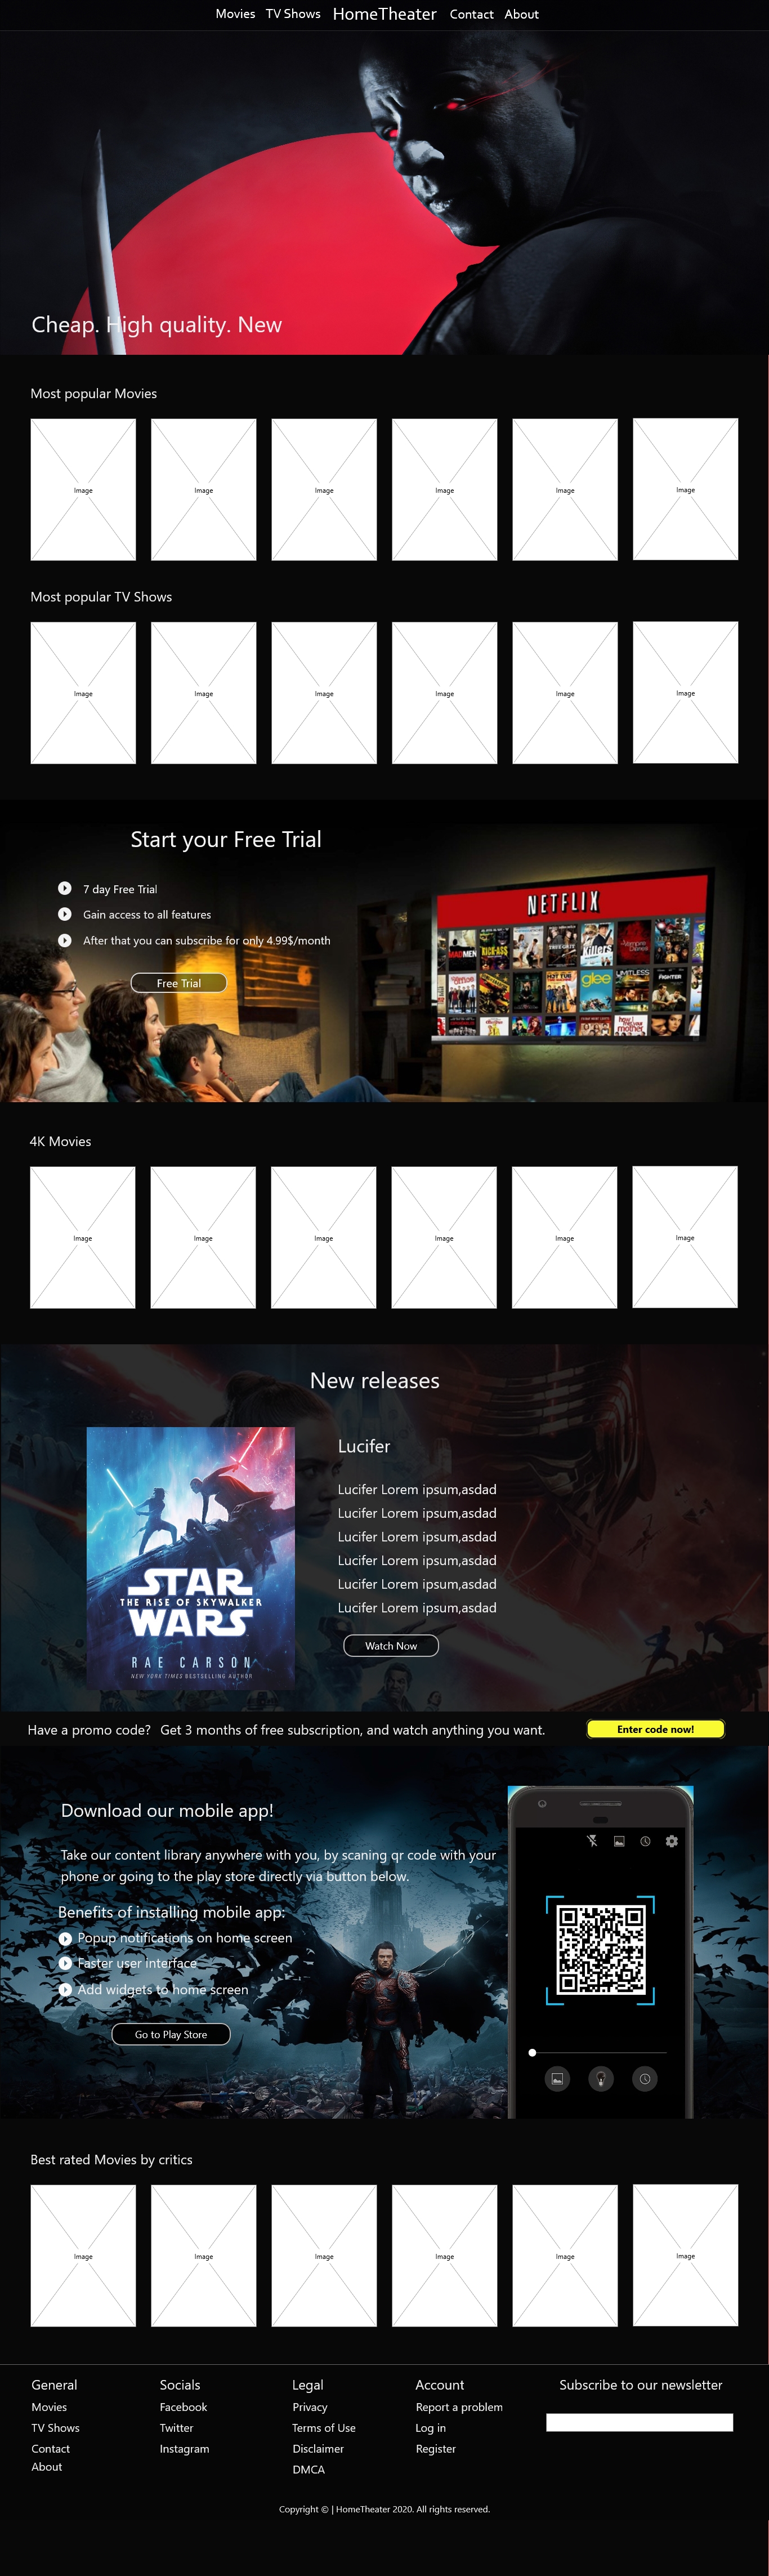 Movies TV Shows HomeTheater Contact About
Cheap. High quality. New
Most popular Movies
Image Image Image Image Image Image
Most popular TV Shows
Image Image Image Image Image Image
Start your Free Trial
7 day Free Trial
Gain access to all features
After that you can subscribe for only 4.99$/month
Free Trial
NETFLIX
MADMEN KICK-ASS killers
glee LIMITLESS FIGHTER
4K Movies
Image Image Image Image Image Image
New releases
STAR
THE RISE OF SKYWALKER
WARS
RAE CARSON
NEW YORK TIMES BESTSELLING AUTHOR
Lucifer
Lucifer Lorem ipsum,asdad
Lucifer Lorem ipsum,asdad
Lucifer Lorem ipsum,asdad
Lucifer Lorem ipsum,asdad
Lucifer Lorem ipsum,asdad
Lucifer Lorem ipsum,asdad
Watch Now
Have a promo code? Get 3 months of free subscription, and watch anything you want. Enter code now!
Download our mobile app!
Take our content library anywhere with you, by scaning qr code with your
phone or going to the play store directly via button below.
Benefits of installing mobile app:
Popup notifications on home screen
Faster user interface
Add widgets to home screen
Go to Play Store
Best rated Movies by critics
Image Image Image Image Image Image
General
Movies
TV Shows
Contact
About
Socials
Facebook
Twitter
Instagram
Legal
Privacy
Terms of Use
Disclaimer
DMCA
Account
Report a problem
Log in
Register
Subscribe to our newsletter
Copyright © | HomeTheater 2020. All rights reserved.